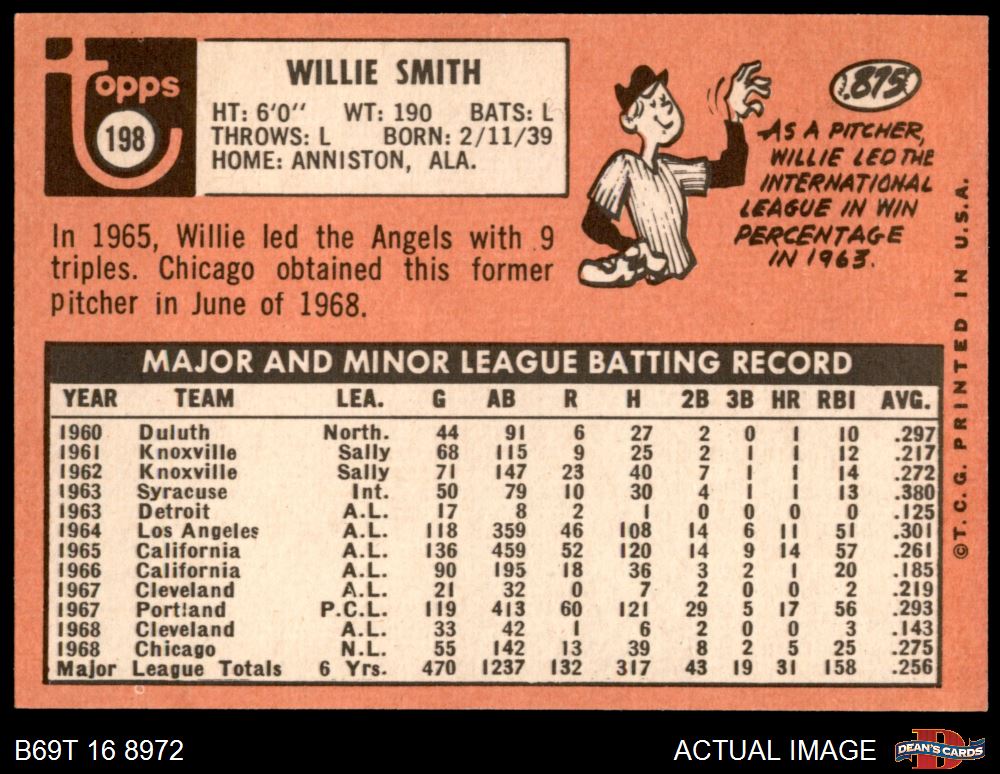 Topps
198
WILLIE SMITH
HT: 6'0" WT: 190 BATS: L
THROWS: L BORN: 2/11/39
HOME: ANNISTON, ALA.
.875
AS A PITCHER,
WILLIE LED THE
INTERNATIONAL
LEAGUE IN WIN
PERCENTAGE
IN 1963.
In 1965, Willie led the Angels with 9
triples. Chicago obtained this former
pitcher in June of 1968.
MAJOR AND MINOR LEAGUE BATTING RECORD
YEAR TEAM LEA. G AB R H 2B 3B HR RBI AVG.
1960 Duluth North. 44 91 6 27 2 0 1 10 .297
1961 Knoxville Sally 68 115 9 25 2 1 1 12 .217
1962 Knoxville Sally 71 147 23 40 7 1 1 14 .272
1963 Syracuse Int. 50 79 10 30 4 1 1 13 .380
1963 Detroit A.L. 17 8 2 1 0 0 0 0 .125
1964 Los Angeles A.L. 118 359 46 108 14 6 11 51 .301
1965 California A.L. 136 459 52 120 14 9 14 57 .261
1966 California A.L. 90 195 18 36 3 2 1 20 .185
1967 Cleveland A.L. 21 32 0 7 2 0 0 2 .219
1967 Portland P.C.L. 119 413 60 121 29 5 17 56 .293
1968 Cleveland A.L. 33 42 1 6 2 0 0 3 .143
1968 Chicago N.L. 55 142 13 39 8 2 5 25 .275
Major League Totals 6 Yrs. 470 1237 132 317 43 19 31 158 .256
©T. C. G. PRINTED IN U.S.A.
B69T 16 8972
ACTUAL IMAGE
DEAN'S CARDS